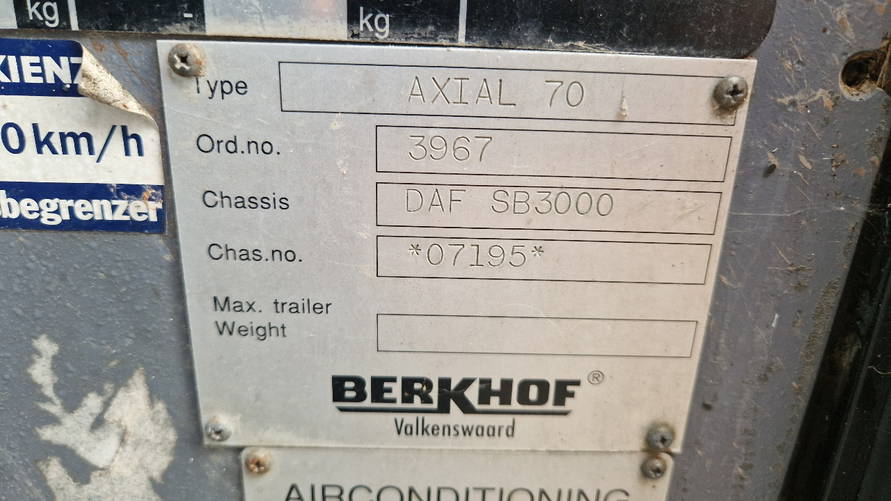 kg
-
kg
KIENZ
0 km/h
begrenzer
Type AXIAL 70
Ord.no. 3967
Chassis DAF SB3000
Chas.no. *07195*
Max. trailer
Weight
BERKHOF®
Valkenswaard
AIRCONDITIONING